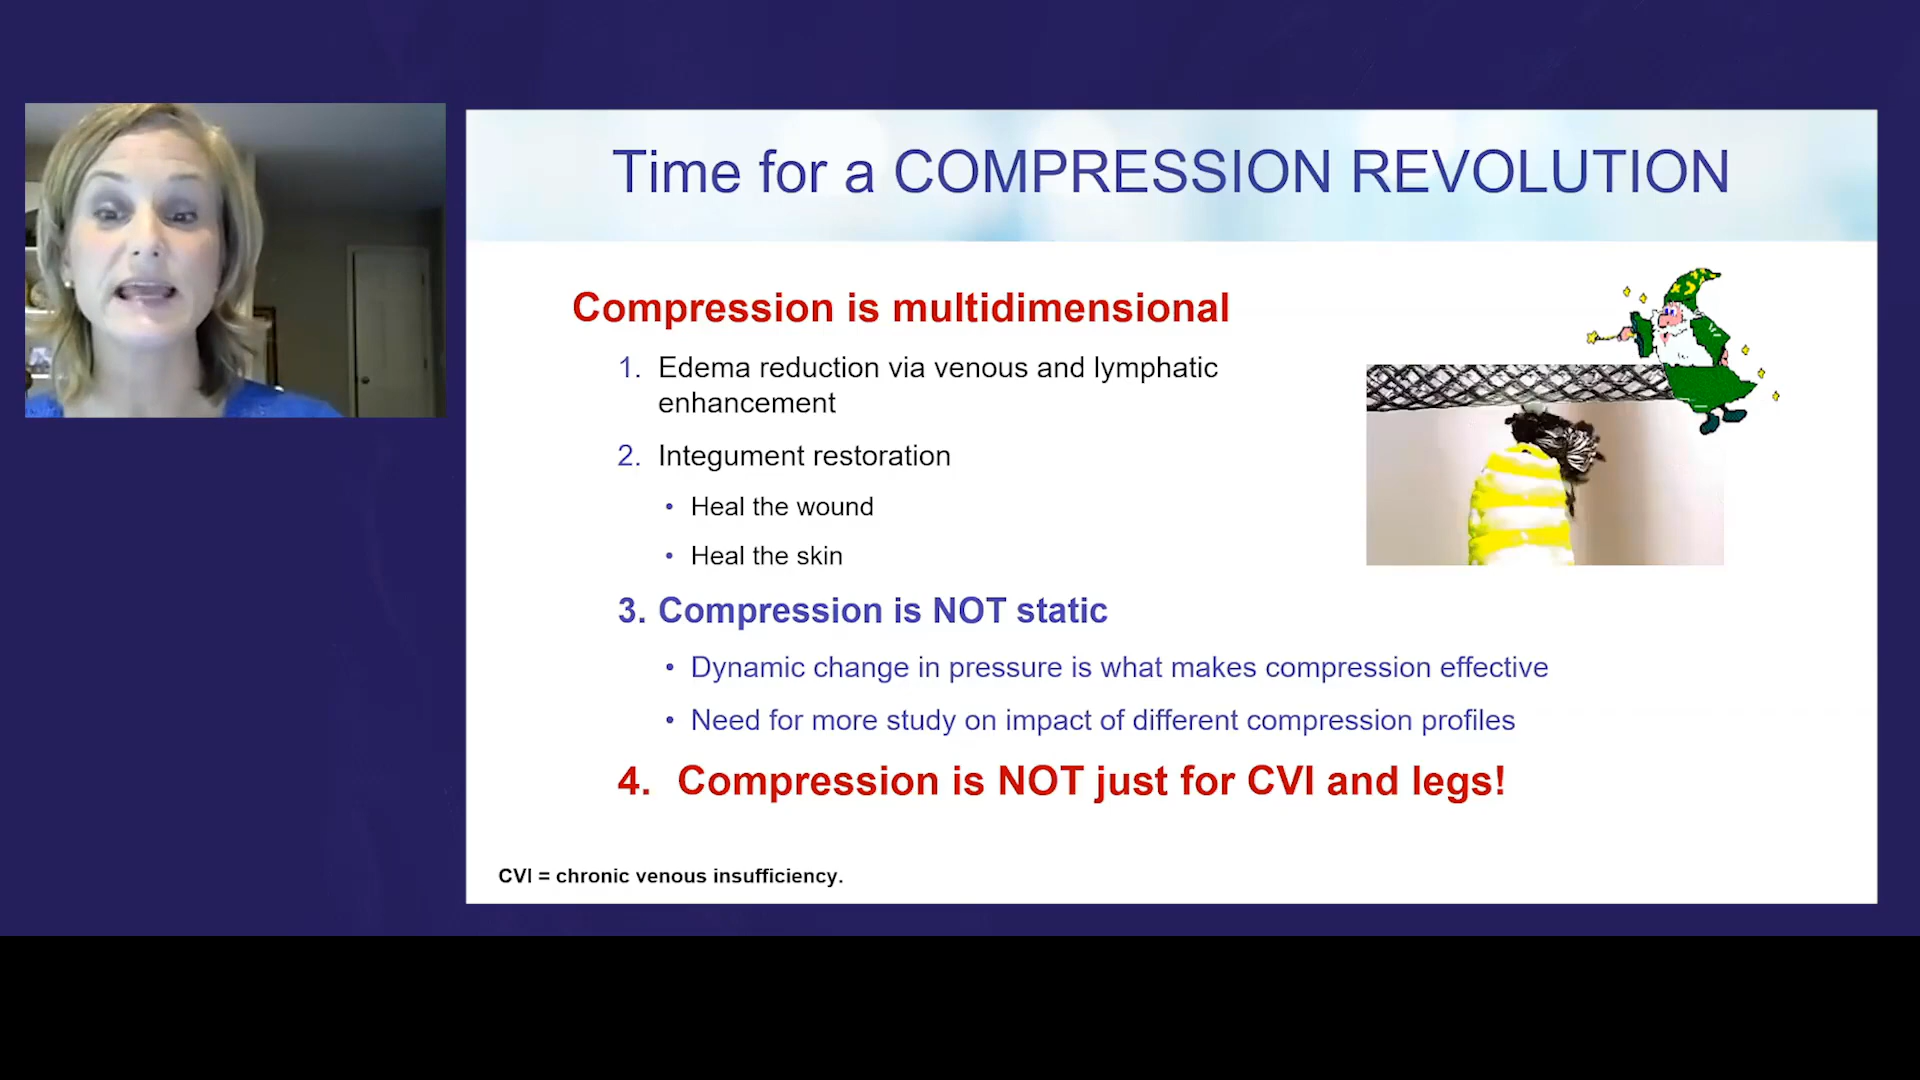 Time for a COMPRESSION REVOLUTION
Compression is multidimensional
1. Edema reduction via venous and lymphatic
enhancement
2. Integument restoration
• Heal the wound
• Heal the skin
3. Compression is NOT static
• Dynamic change in pressure is what makes compression effective
• Need for more study on impact of different compression profiles
4. Compression is NOT just for CVI and legs!
CVI = chronic venous insufficiency.